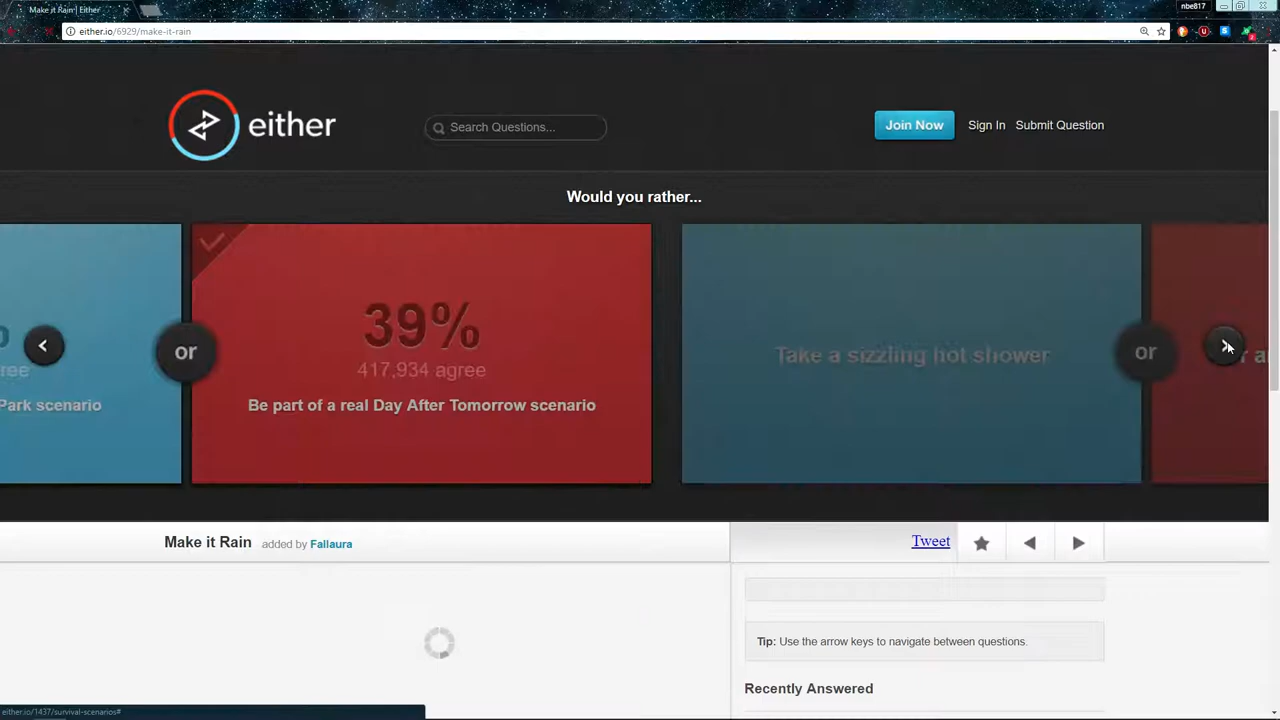 Make it Rain | Either
nbe817
either.io/6929/make-it-rain
either
Search Questions...
Join Now
Sign In
Submit Question
Would you rather...
39%
417,934 agree
Be part of a real Day After Tomorrow scenario
ree
Park scenario
or
Take a sizzling hot shower
or
Make it Rain added by Fallaura
Tweet
Tip: Use the arrow keys to navigate between questions.
Recently Answered
either.io/1437/survival-scenarios#